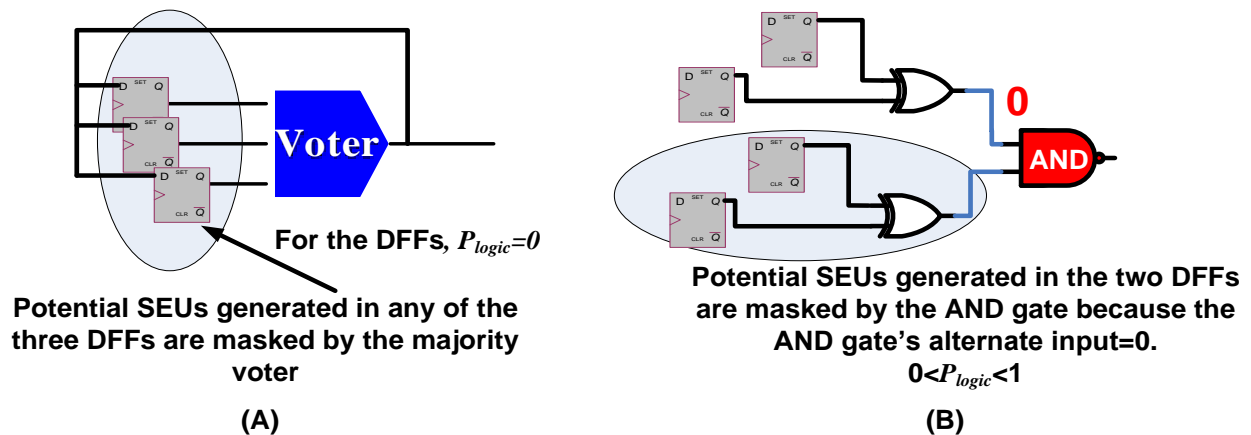 D SET Q
CLR Q
D SET Q
CLR Q
D SET Q
CLR Q
Voter
For the DFFs, Plogic=0
Potential SEUs generated in any of the
three DFFs are masked by the majority
voter
(A)
D SET Q
CLR Q
D SET Q
CLR Q
0
D SET Q
CLR Q
D SET Q
CLR Q
AND
Potential SEUs generated in the two DFFs
are masked by the AND gate because the
AND gate's alternate input=0.
0<Plogic<1
(B)